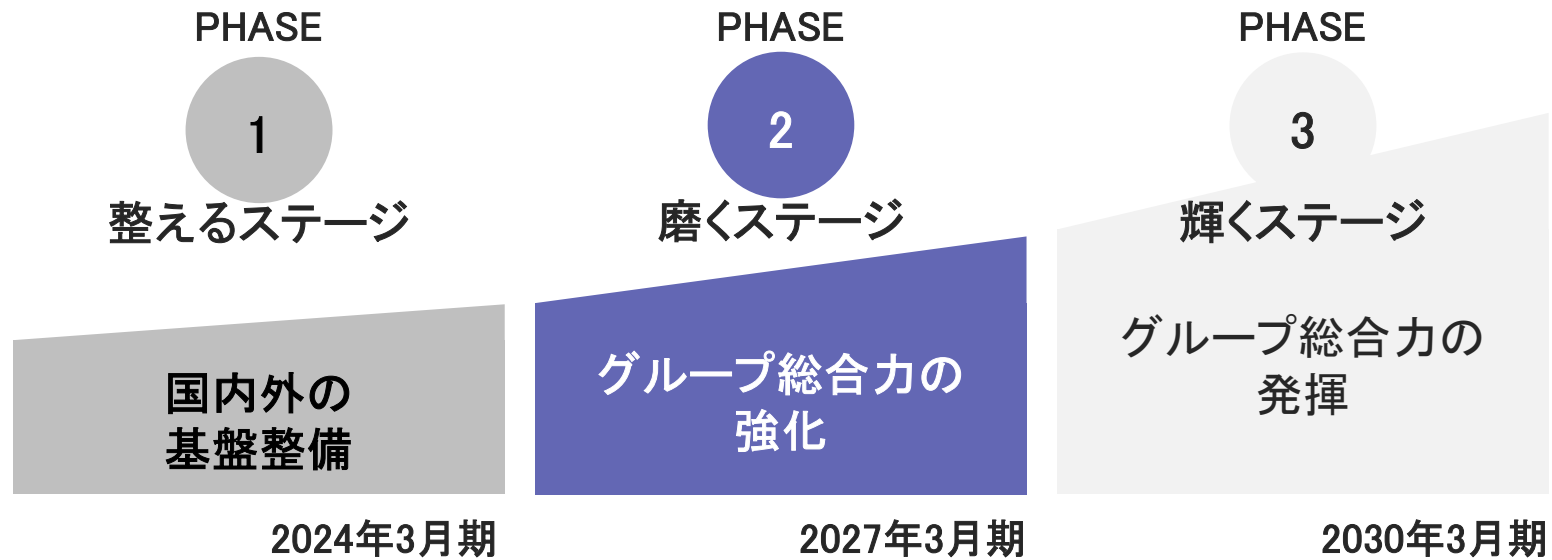 PHASE
1
整えるステージ
国内外の
基盤整備
2024年3月期
PHASE
2
磨くステージ
グループ総合力の
強化
2027年3月期
PHASE
3
輝くステージ
グループ総合力の
発揮
2030年3月期